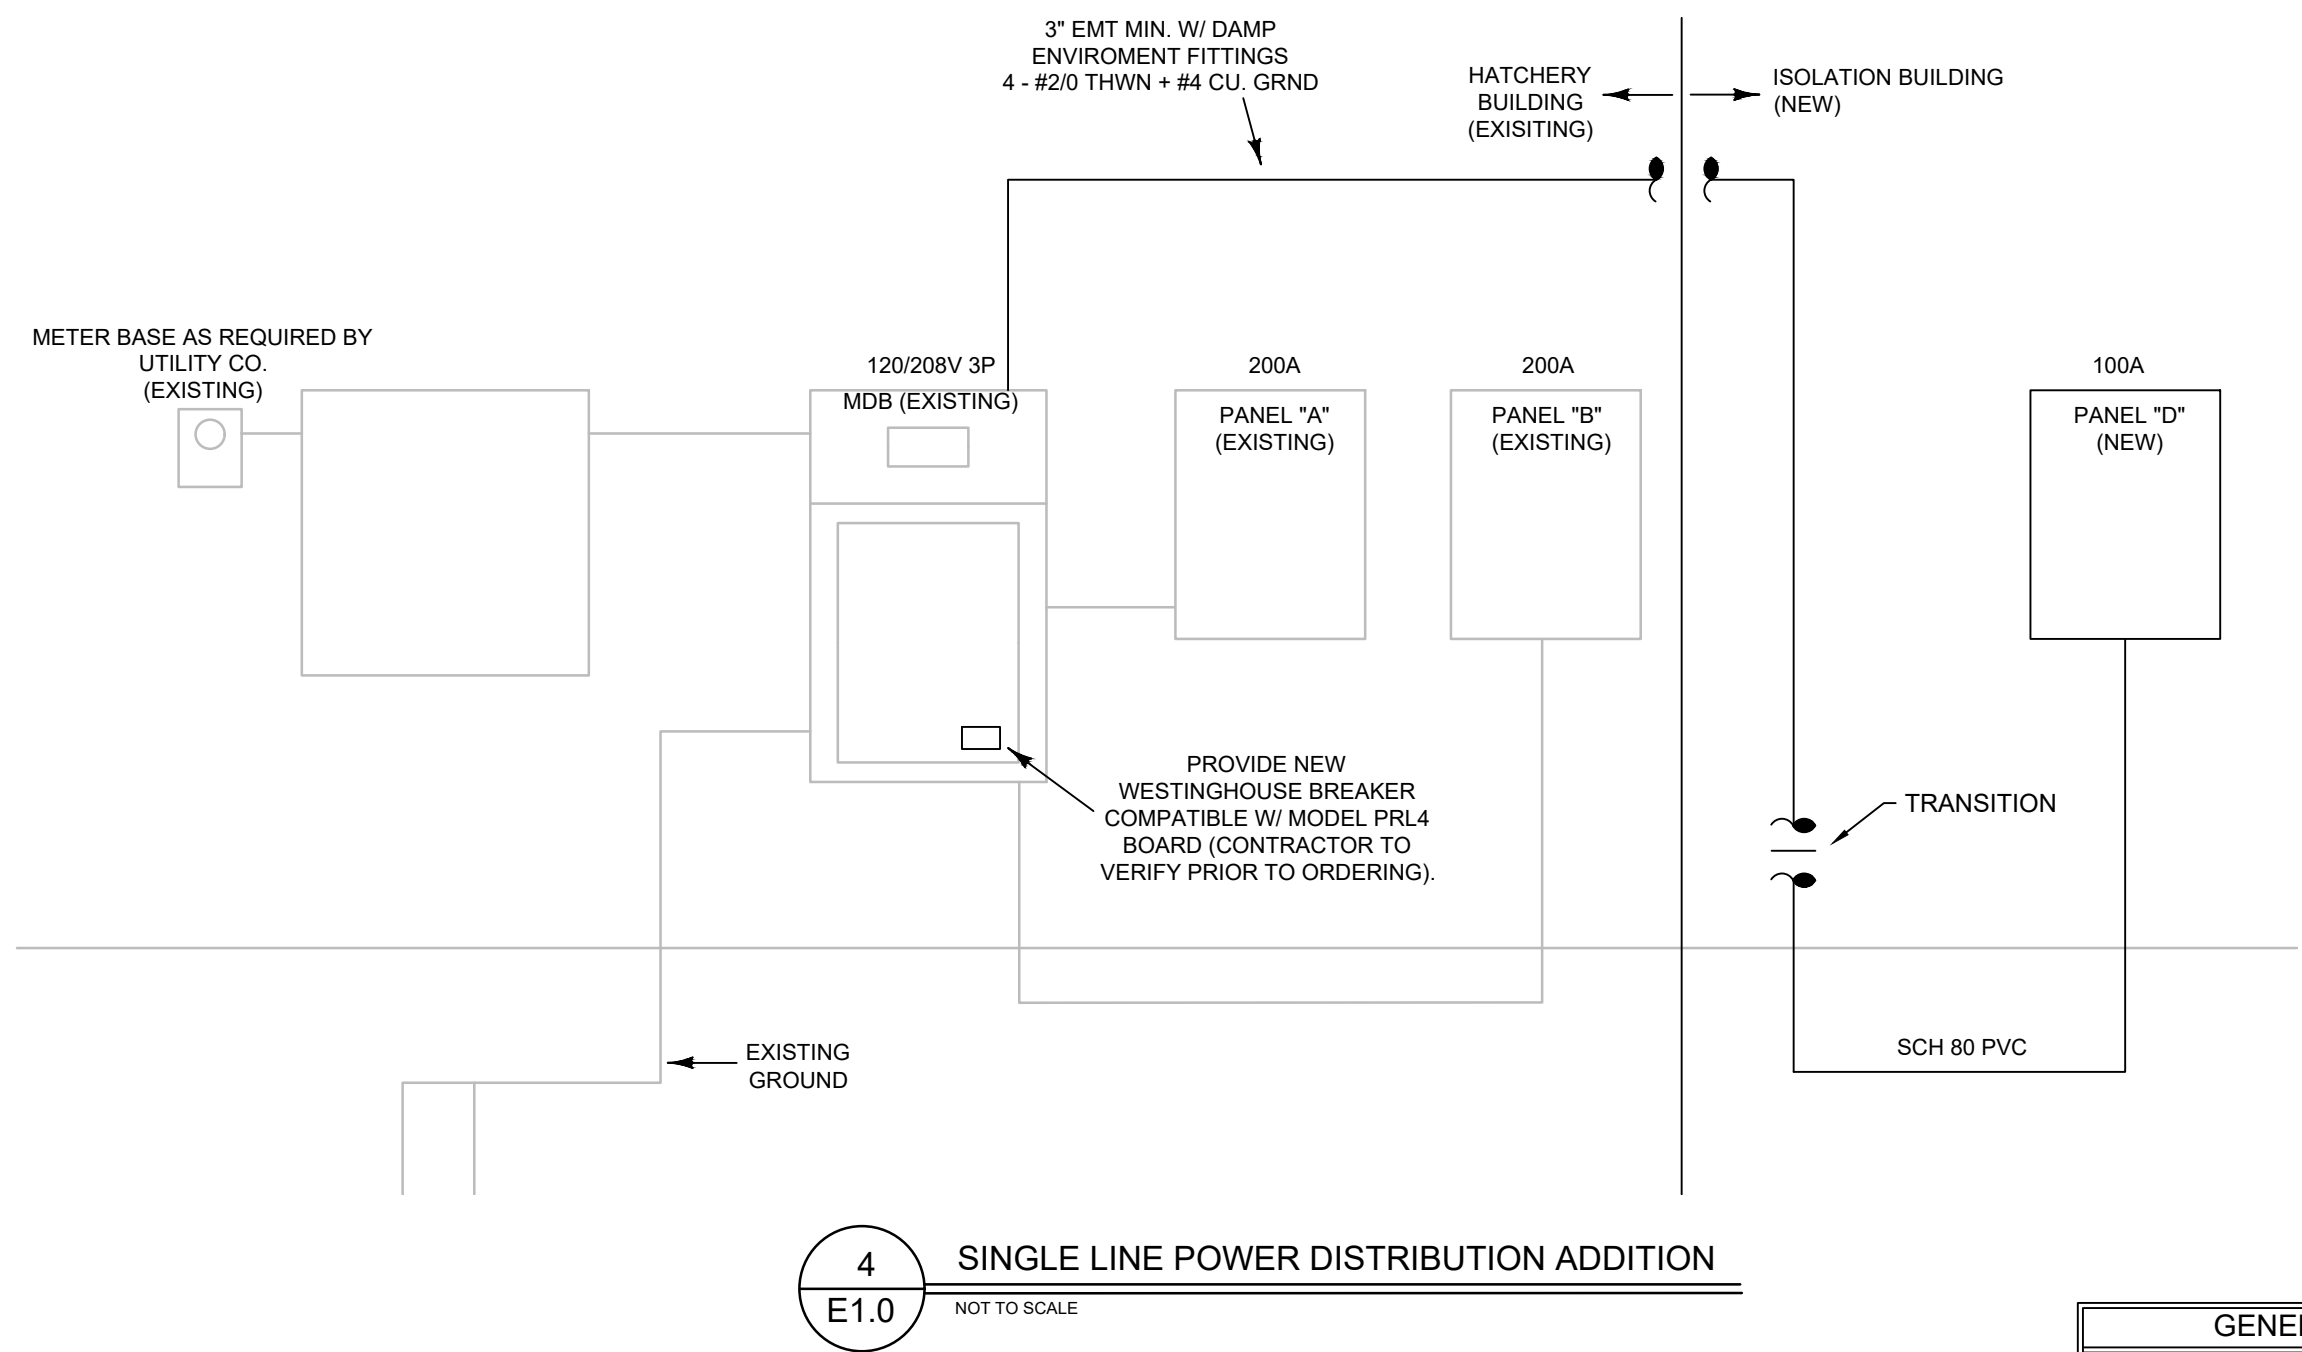 3" EMT MIN. W/ DAMP
ENVIROMENT FITTINGS
4 - #2/0 THWN + #4 CU. GRND
HATCHERY
BUILDING
(EXISITING)
ISOLATION BUILDING
(NEW)
METER BASE AS REQUIRED BY
UTILITY CO.
(EXISTING)
120/208V 3P
MDB (EXISTING)
200A
PANEL "A"
(EXISTING)
200A
PANEL "B"
(EXISTING)
100A
PANEL "D"
(NEW)
PROVIDE NEW
WESTINGHOUSE BREAKER
COMPATIBLE W/ MODEL PRL4
BOARD (CONTRACTOR TO
VERIFY PRIOR TO ORDERING).
TRANSITION
EXISTING
GROUND
SCH 80 PVC
4
E1.0
SINGLE LINE POWER DISTRIBUTION ADDITION
NOT TO SCALE